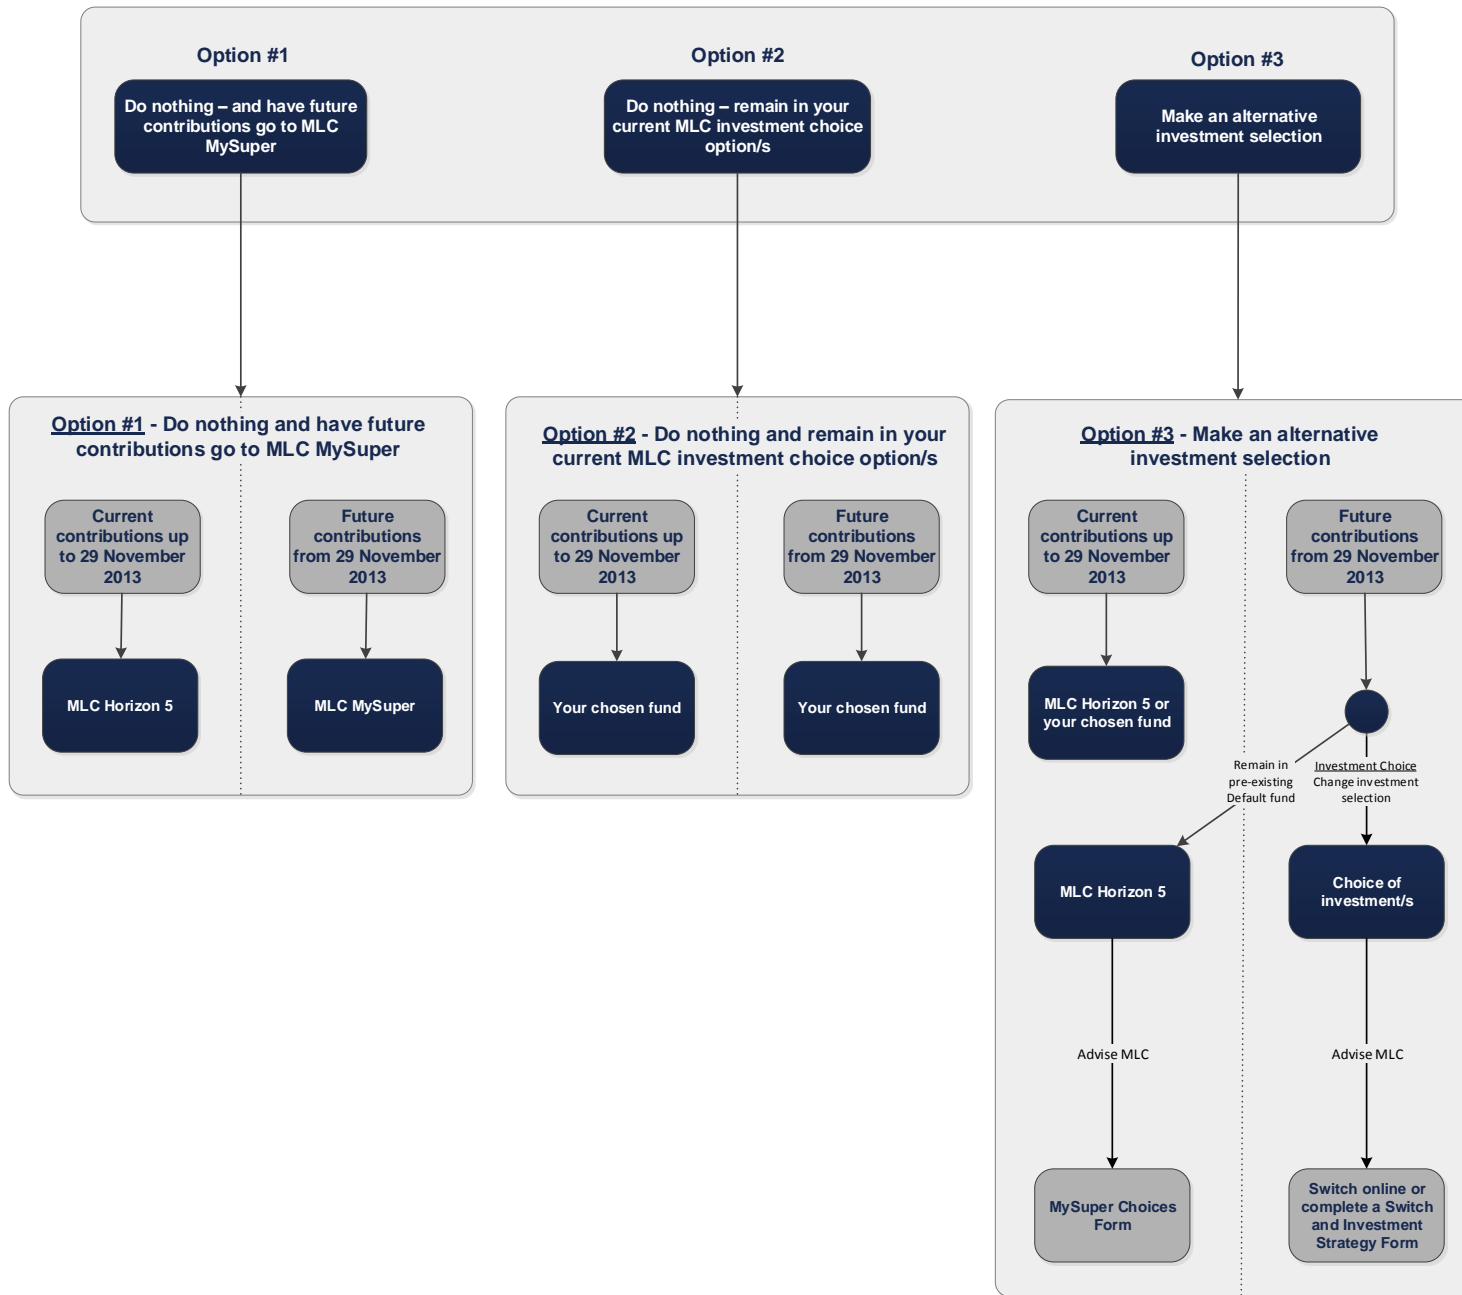 Option #1
Do nothing – and have future
contributions go to MLC
MySuper
Option #2
Do nothing – remain in your
current MLC investment choice
option/s
Option #3
Make an alternative
investment selection
Option #1 - Do nothing and have future
contributions go to MLC MySuper
Current
contributions up
to 29 November
2013
Future
contributions
from 29 November
2013
MLC Horizon 5
MLC MySuper
Option #2 - Do nothing and remain in your
current MLC investment choice option/s
Current
contributions up
to 29 November
2013
Future
contributions
from 29 November
2013
Your chosen fund
Your chosen fund
Option #3 - Make an alternative
investment selection
Current
contributions up
to 29 November
2013
Future
contributions
from 29 November
2013
MLC Horizon 5 or
your chosen fund
Remain in
pre-existing
Default fund
Investment Choice
Change investment
selection
MLC Horizon 5
Choice of
investment/s
Advise MLC
Advise MLC
MySuper Choices
Form
Switch online or
complete a Switch
and Investment
Strategy Form